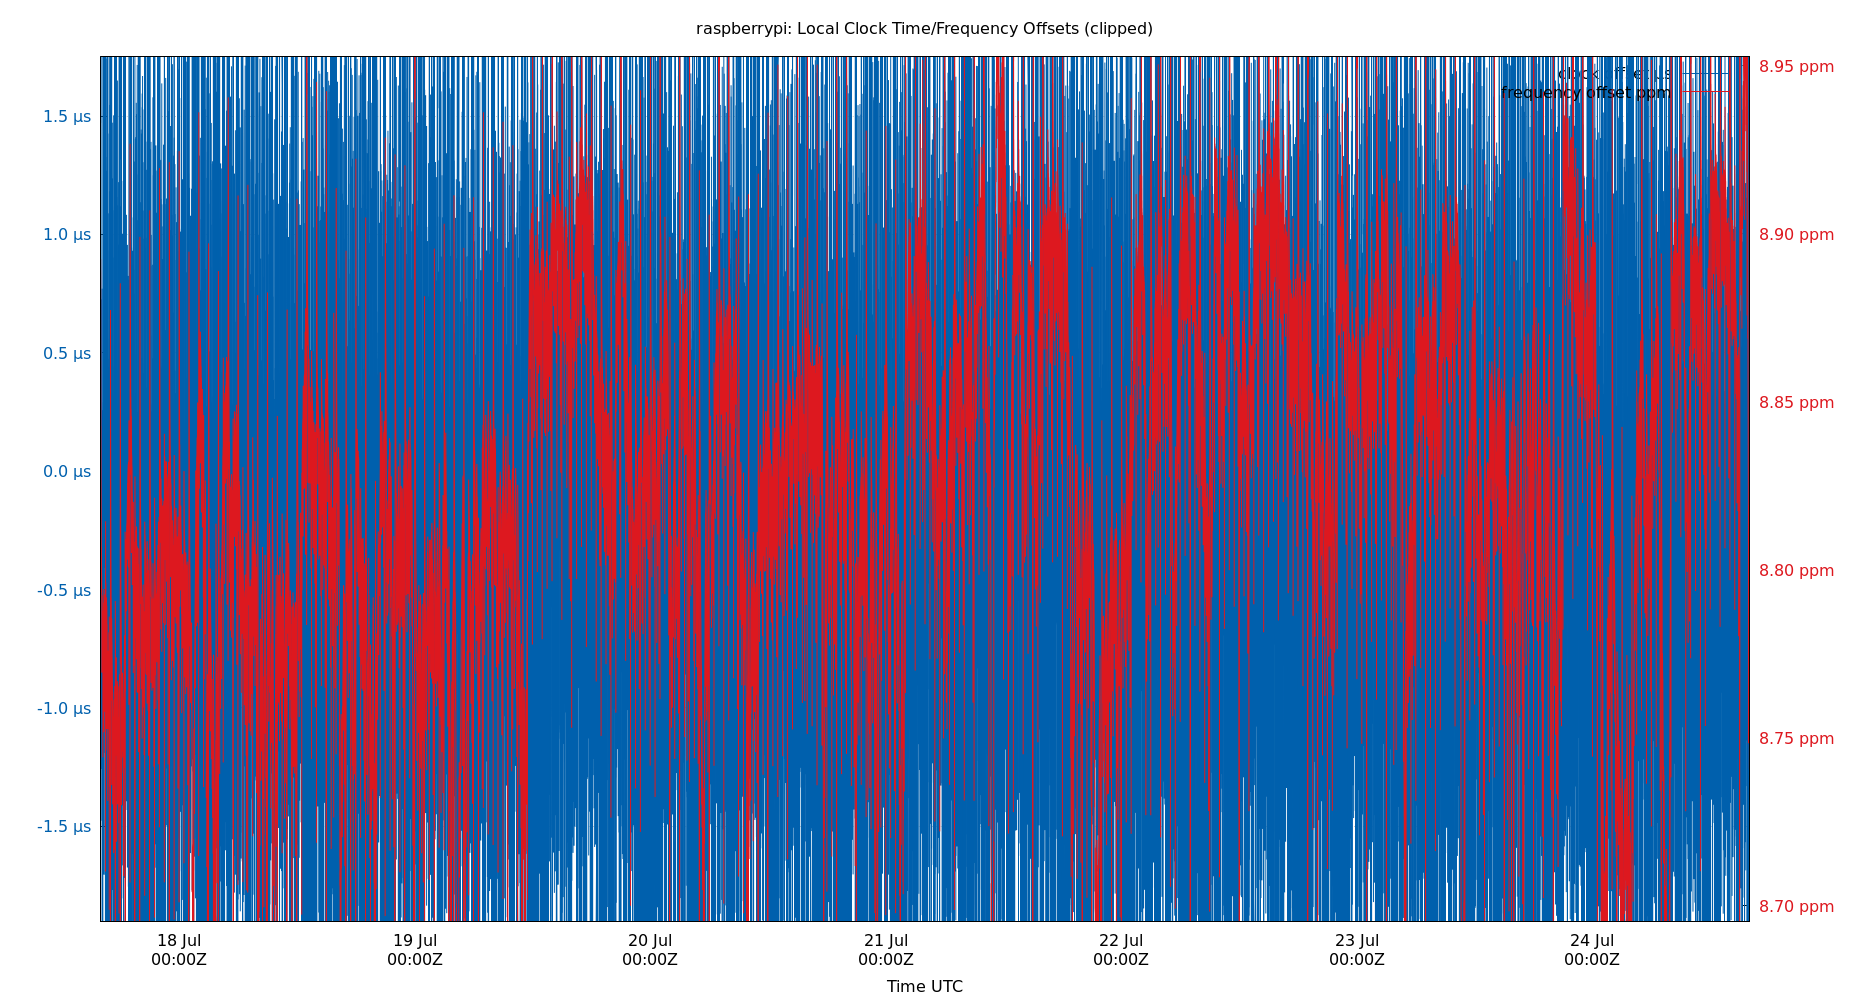 raspberrypi: Local Clock Time/Frequency Offsets (clipped)
clock offset µs
frequency offset ppm
1.5 µs
1.0 µs
0.5 µs
0.0 µs
-0.5 µs
-1.0 µs
-1.5 µs
8.95 ppm
8.90 ppm
8.85 ppm
8.80 ppm
8.75 ppm
8.70 ppm
18 Jul 19 Jul 20 Jul 21 Jul 22 Jul 23 Jul 24 Jul
00:00Z 00:00Z 00:00Z 00:00Z 00:00Z 00:00Z 00:00Z
Time UTC